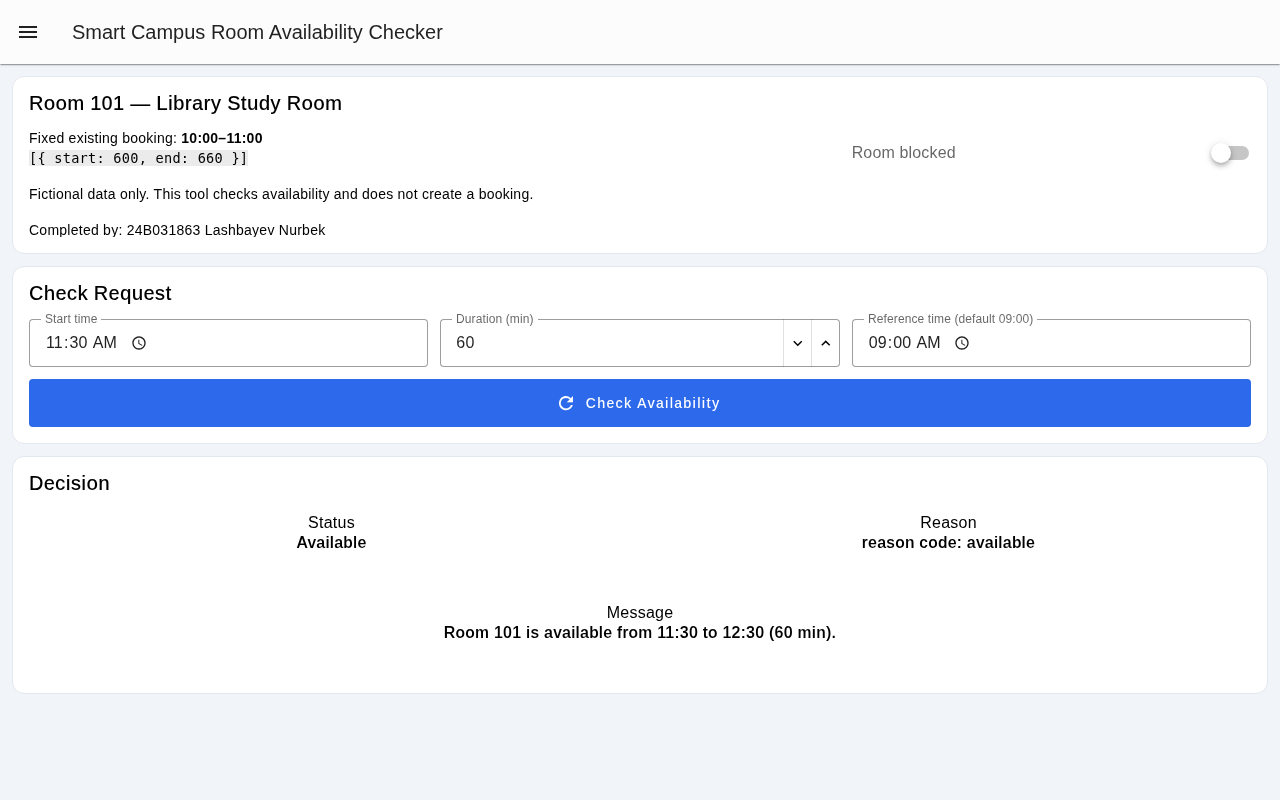 Smart Campus Room Availability Checker
Room 101 — Library Study Room
Fixed existing booking: 10:00–11:00
[{ start: 600, end: 660 }]
Room blocked
Fictional data only. This tool checks availability and does not create a booking.
Completed by: 24B031863 Lashbayev Nurbek
Check Request
Start time
11:30 AM
Duration (min)
60
Reference time (default 09:00)
09:00 AM
Check Availability
Decision
Status
Available
Reason
reason code: available
Message
Room 101 is available from 11:30 to 12:30 (60 min).